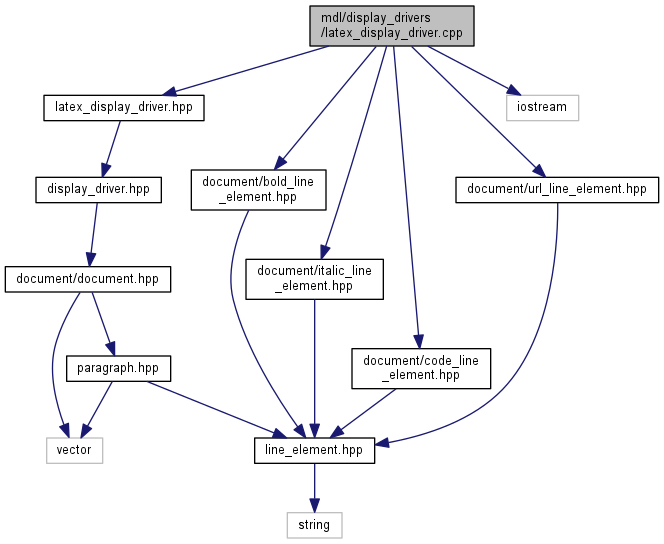 mdl/display_drivers
/latex_display_driver.cpp
latex_display_driver.hpp
iostream
display_driver.hpp
document/bold_line
_element.hpp
document/url_line_element.hpp
document/document.hpp
document/italic_line
_element.hpp
paragraph.hpp
document/code_line
_element.hpp
vector
line_element.hpp
string